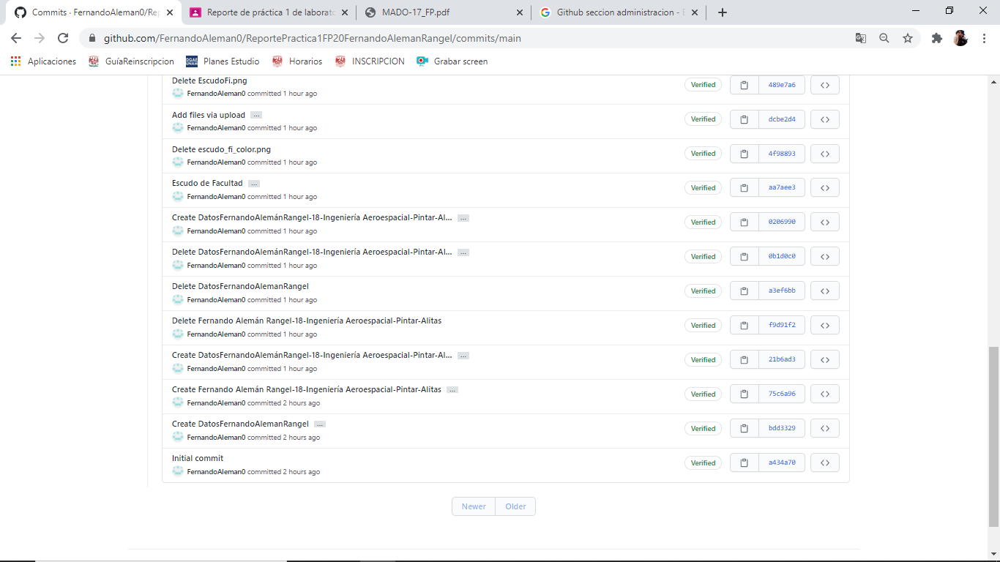 Commits · FernandoAleman0/Rep
Reporte de práctica 1 de laborato
MADO-17_FP.pdf
Github seccion administracion - B
github.com/FernandoAleman0/ReportePractica1FP20FernandoAlemanRangel/commits/main
Aplicaciones
GuíaReinscripcion
DGAE UNAM
Planes Estudio
Horarios
INSCRIPCION
Grabar screen
Delete EscudoFi.png
FernandoAleman0 committed 1 hour ago
Verified
489e7a6
Add files via upload ...
FernandoAleman0 committed 1 hour ago
Verified
dcbe2d4
Delete escudo_fi_color.png
FernandoAleman0 committed 1 hour ago
Verified
4f98893
Escudo de Facultad ...
FernandoAleman0 committed 1 hour ago
Verified
aa7aee3
Create DatosFernandoAlemánRangel-18-Ingeniería Aeroespacial-Pintar-Al... ...
FernandoAleman0 committed 1 hour ago
Verified
0206990
Delete DatosFernandoAlemánRangel-18-Ingeniería Aeroespacial-Pintar-Al... ...
FernandoAleman0 committed 1 hour ago
Verified
0b1d0c0
Delete DatosFernandoAlemanRangel
FernandoAleman0 committed 1 hour ago
Verified
a3ef6bb
Delete Fernando Alemán Rangel-18-Ingeniería Aeroespacial-Pintar-Alitas
FernandoAleman0 committed 1 hour ago
Verified
f9d91f2
Create DatosFernandoAlemánRangel-18-Ingeniería Aeroespacial-Pintar-Al... ...
FernandoAleman0 committed 1 hour ago
Verified
21b6ad3
Create Fernando Alemán Rangel-18-Ingeniería Aeroespacial-Pintar-Alitas ...
FernandoAleman0 committed 2 hours ago
Verified
75c6a96
Create DatosFernandoAlemanRangel ...
FernandoAleman0 committed 2 hours ago
Verified
bdd3329
Initial commit
FernandoAleman0 committed 2 hours ago
Verified
a434a70
Newer
Older